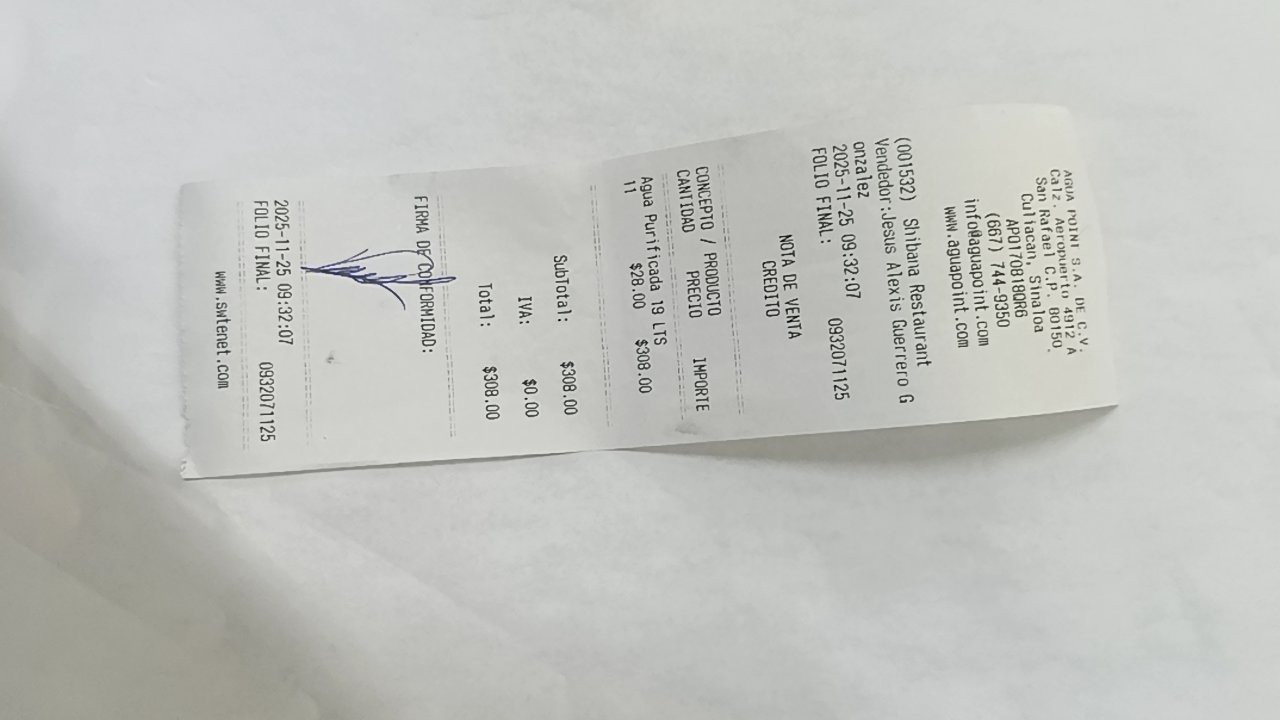 AGUA POINT S.A. DE C.V.
Calz. Aeropuerto 4912 A
San Rafael C.P. 80150.
Culiacan, Sinaloa
APO170818QR6
(667) 744-9350
info@aguapoint.com
www.aguapoint.com
(001532) Shibana Restaurant
Vendedor:Jesus Alexis Guerrero G
onzalez
2025-11-25 09:32:07
FOLIO FINAL: 0932071125
NOTA DE VENTA
CREDITO
CONCEPTO / PRODUCTO
CANTIDAD PRECIO IMPORTE
Agua Purificada 19 LTS
11 $28.00 $308.00
SubTotal: $308.00
IVA: $0.00
Total: $308.00
FIRMA DE CONFORMIDAD:
2025-11-25 09:32:07
FOLIO FINAL: 0932071125
www.swtenet.com